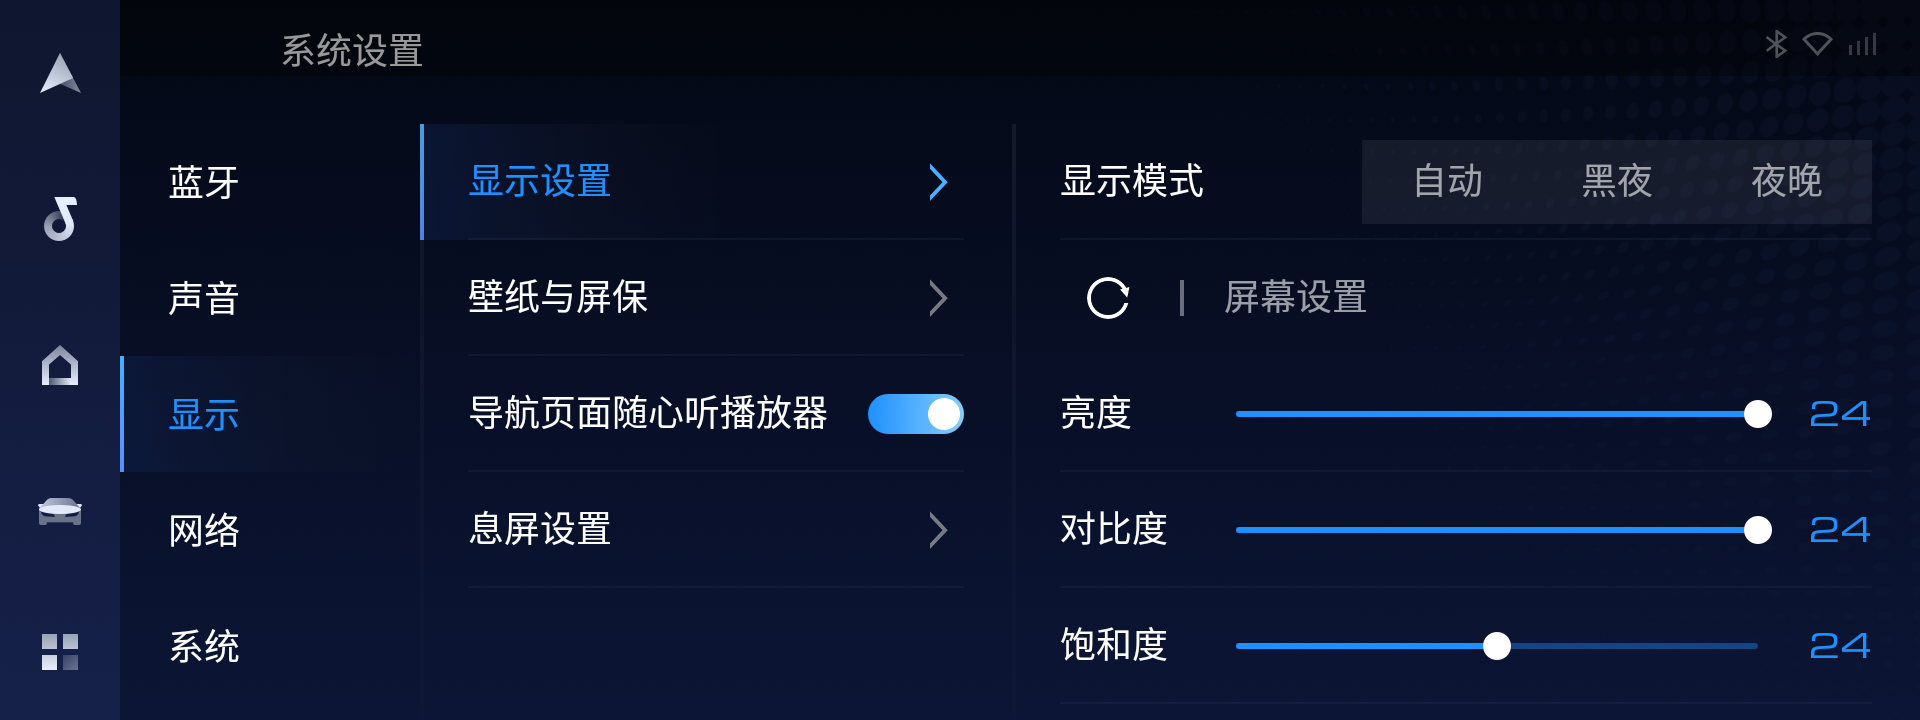 系统设置
蓝牙
声音
显示
网络
系统
显示设置
壁纸与屏保
导航页面随心听播放器
息屏设置
显示模式 自动 黑夜 夜晚
屏幕设置
亮度 24
对比度 24
饱和度 24